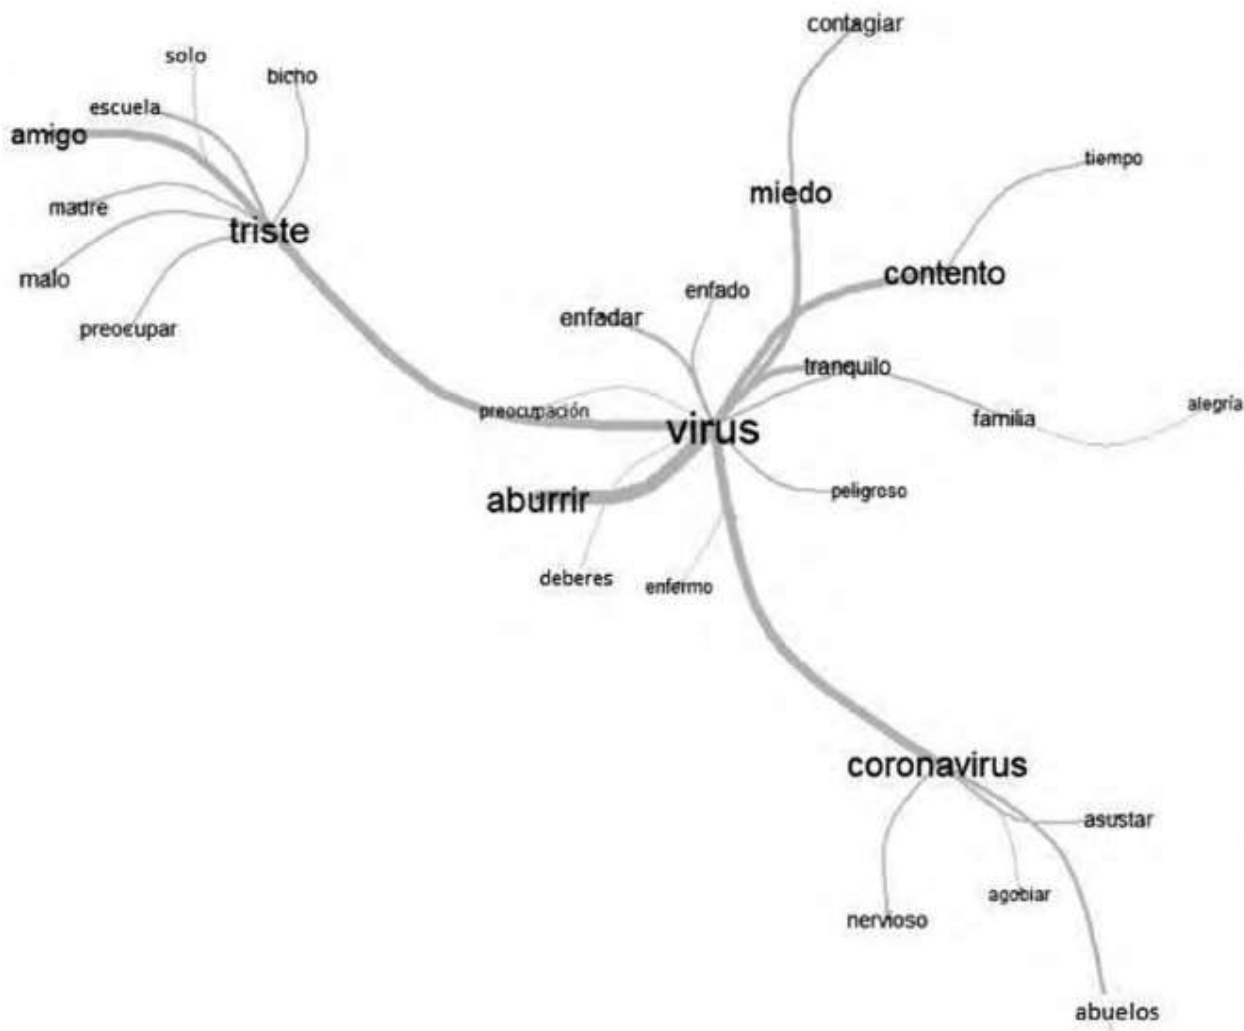 contagiar
solo
bicho
escuela
amigo
tiempo
miedo
madre
triste
malo
contento
enfado
enfadar
preocupar
tranquilo
alegría
preocupación
familia
virus
peligroso
aburrir
deberes
enfermo
coronavirus
asustar
agobiar
nervioso
abuelos